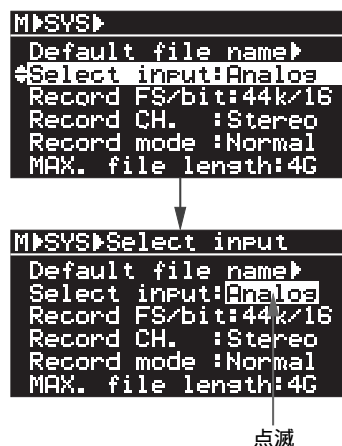 M▶SYS▶
Default file name▶
Select input:Analog
Record FS/bit:44k/16
Record CH. :Stereo
Record mode :Normal
MAX. file length:4G
M▶SYS▶Select input
Default file name▶
Select input:Analog
Record FS/bit:44k/16
Record CH. :Stereo
Record mode :Normal
MAX. file length:4G
点滅